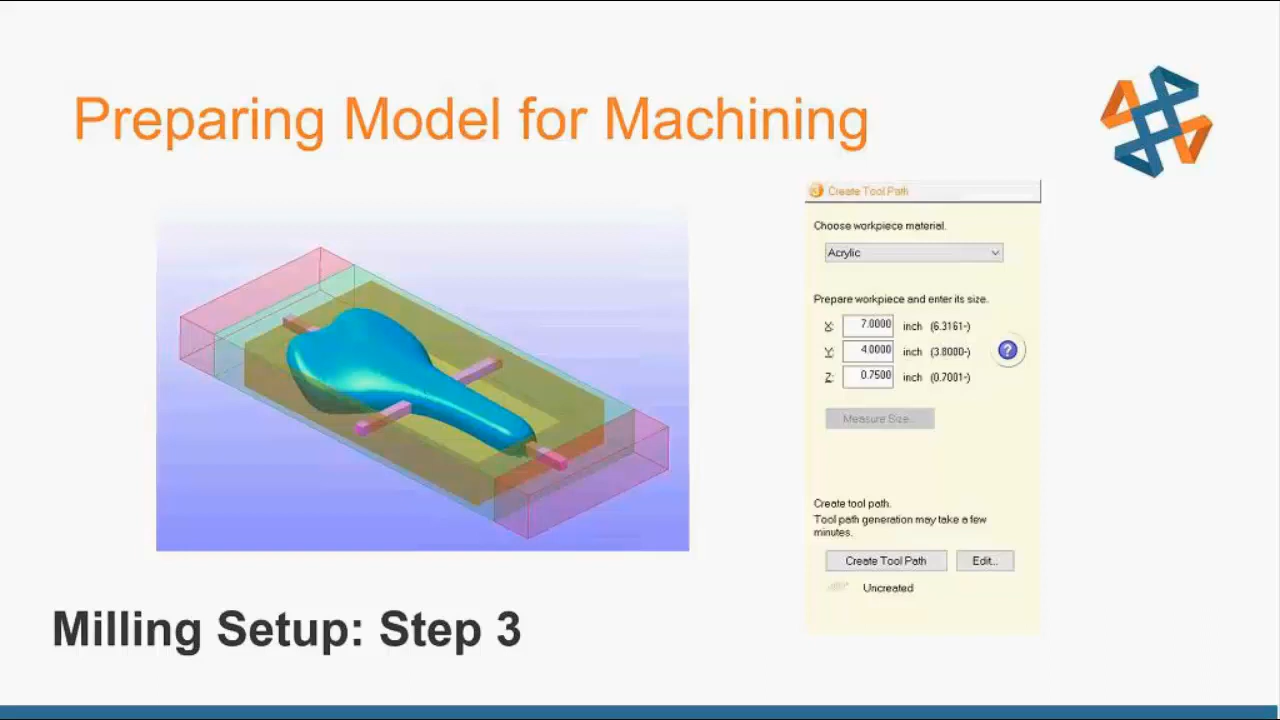 Preparing Model for Machining
Create Tool Path
Choose workpiece material.
Acrylic
Prepare workpiece and enter its size.
X: 7.0000 inch (6.3161-)
Y: 4.0000 inch (3.8000-)
?
Z: 0.7500 inch (0.7001-)
Measure Size...
Create tool path.
Tool path generation may take a few
minutes.
Create Tool Path Edit...
Uncreated
Milling Setup: Step 3